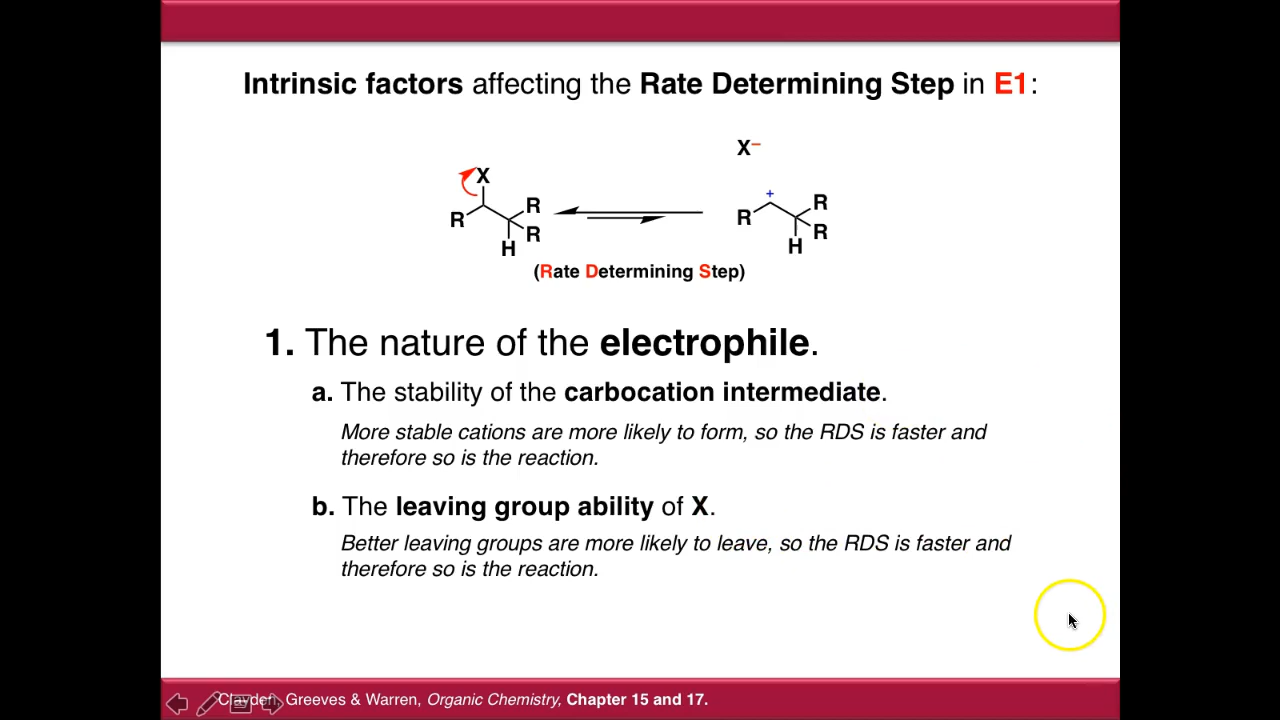 Intrinsic factors affecting the Rate Determining Step in E1:
X–
X
+
R
R
R
R
R
R
H
H
(Rate Determining Step)
1. The nature of the electrophile.
a. The stability of the carbocation intermediate.
More stable cations are more likely to form, so the RDS is faster and
therefore so is the reaction.
b. The leaving group ability of X.
Better leaving groups are more likely to leave, so the RDS is faster and
therefore so is the reaction.
Clayden, Greeves & Warren, Organic Chemistry, Chapter 15 and 17.